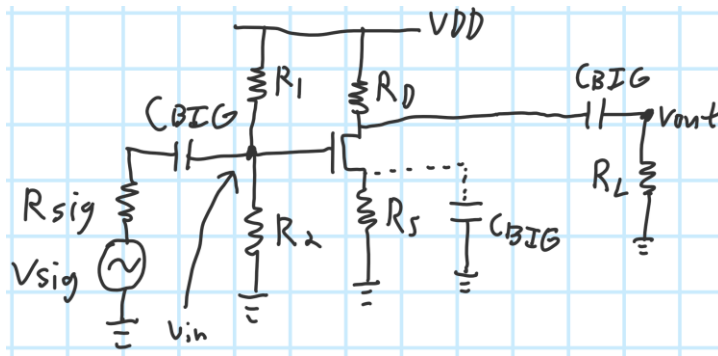 VDD
R1
RD
CBIG
CBIG
Vout
Rsig
R2
RS
CBIG
RL
Vsig
Vin